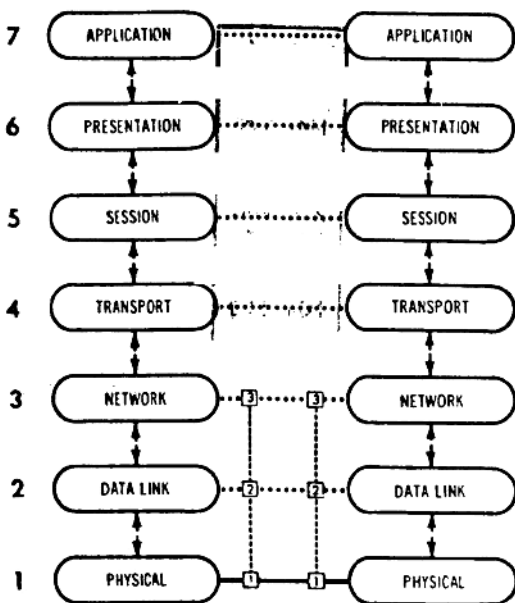 7 APPLICATION APPLICATION
6 PRESENTATION PRESENTATION
5 SESSION SESSION
4 TRANSPORT TRANSPORT
3 NETWORK 3 3 NETWORK
2 DATA LINK 2 2 DATA LINK
1 PHYSICAL 1 1 PHYSICAL